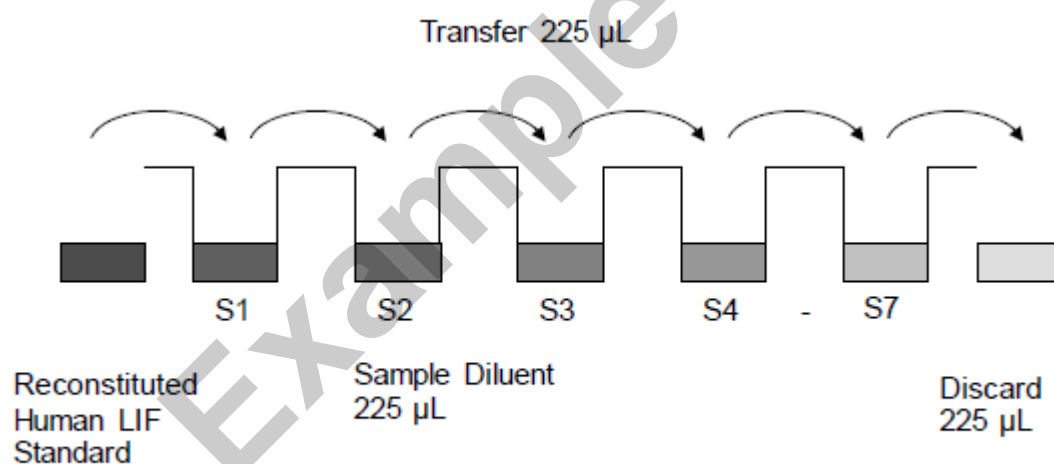 Transfer 225 µL
Example
S1 S2 S3 S4 - S7
Reconstituted
Human LIF
Standard
Sample Diluent
225 µL
Discard
225 µL